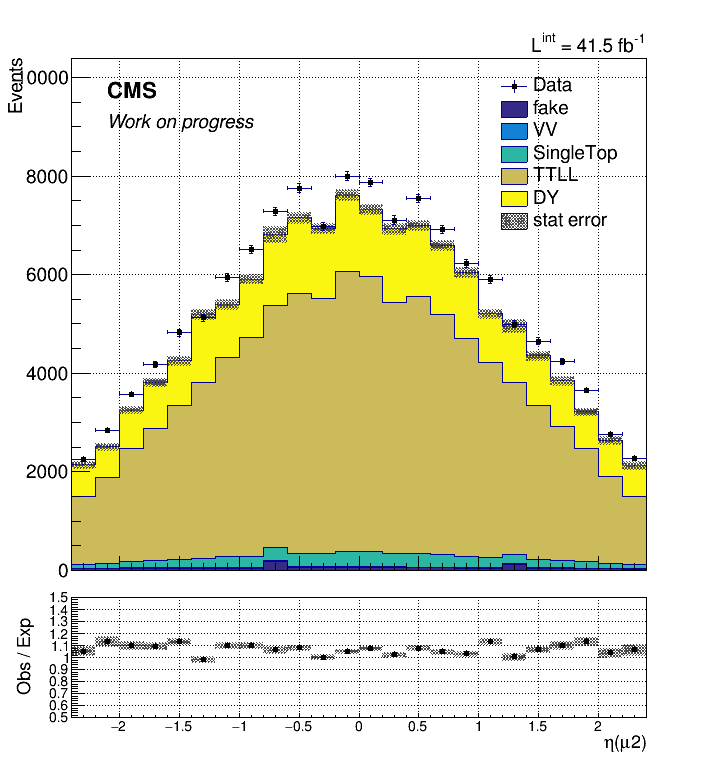 L^int = 41.5 fb^-1
Events
0000
8000
6000
4000
2000
0
CMS
Work on progress
Data
fake
VV
SingleTop
TTLL
DY
stat error
Obs / Exp
1.5
1.4
1.3
1.2
1.1
1
0.9
0.8
0.7
0.6
0.5
−2 −1.5 −1 −0.5 0 0.5 1 1.5 2
η(μ2)